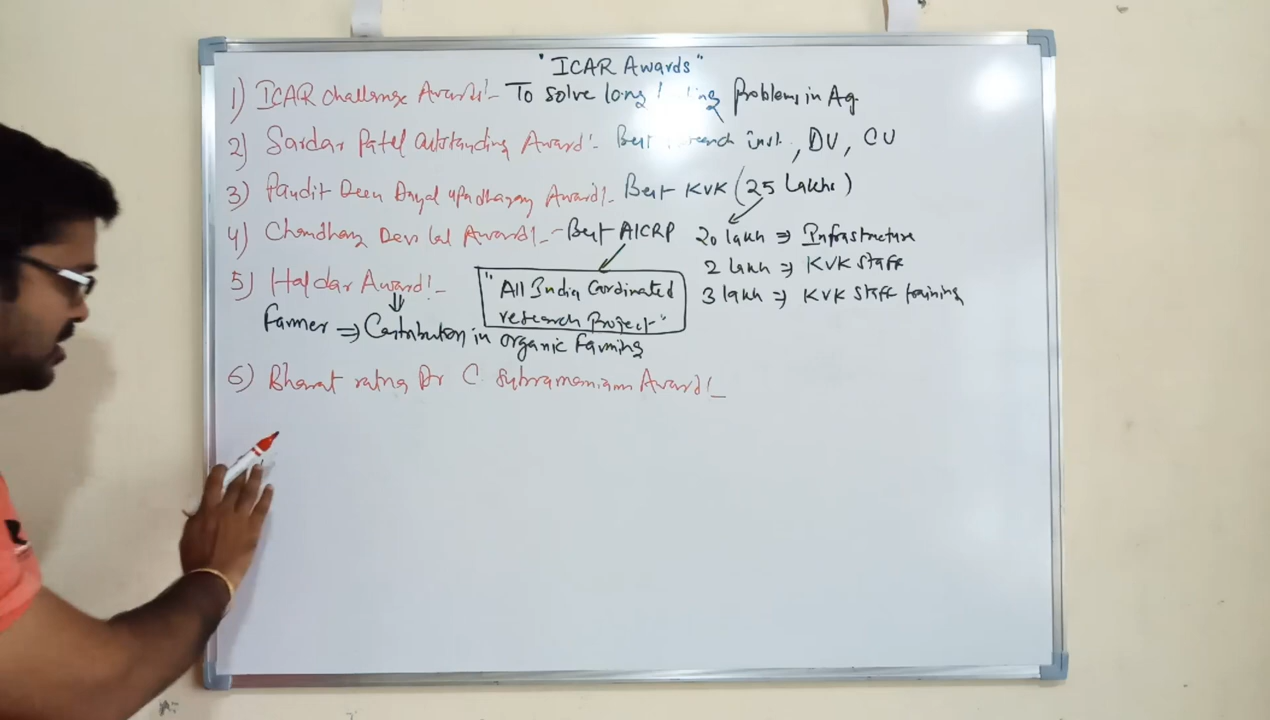 "ICAR Awards"
1) ICAR challenge Award:- To solve long problems in Ag.
2) Sardar Patel outstanding Award:- Best inst., DU, CU
3) Pandit Deen Dayal upadhayay Award:- Best KVK (25 Lakhs)
4) Choudhary Devi lal Award:- Best AICRP 20 lakh ⇒ Infrastructure
2 lakh ⇒ KVK Staff
5) Haldar Award:- "All India Cordinated 3 lakh ⇒ KVK Staff training
research Project"
Farmer ⇒ Contribution in organic Farming
6) Bharat ratna Dr C. Subramaniam Award:-